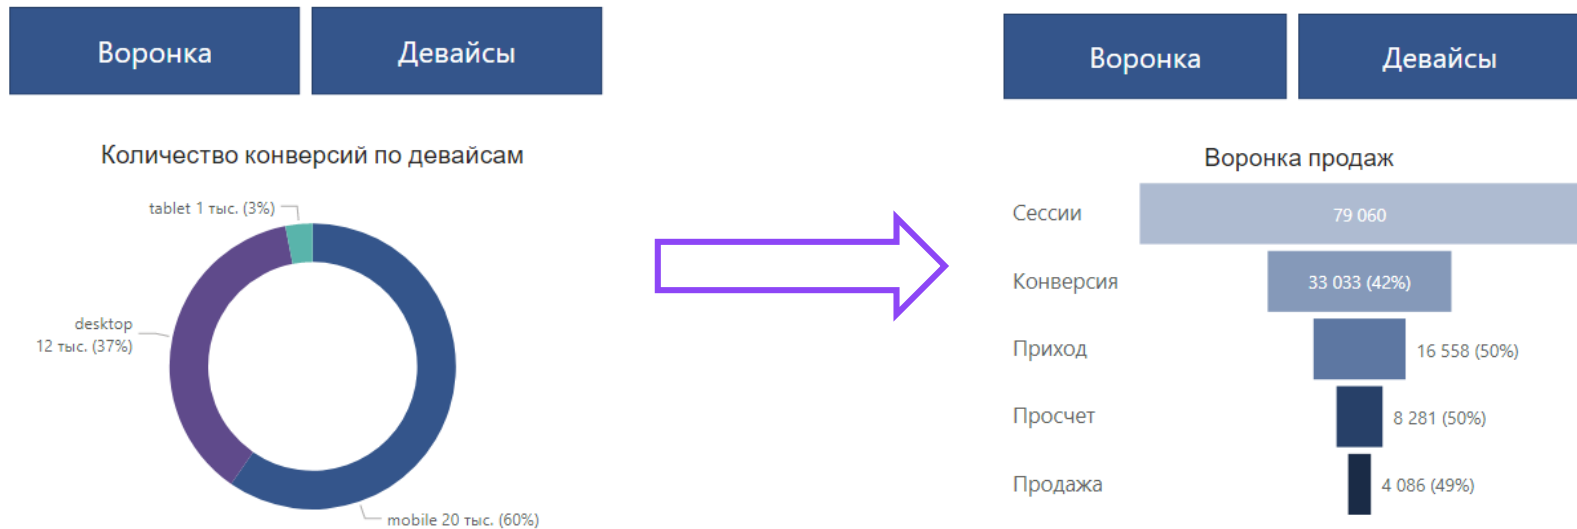 Воронка
Девайсы
Количество конверсий по девайсам
tablet 1 тыс. (3%)
desktop
12 тыс. (37%)
mobile 20 тыс. (60%)
Воронка
Девайсы
Воронка продаж
Сессии
79 060
Конверсия
33 033 (42%)
Приход
16 558 (50%)
Просчет
8 281 (50%)
Продажа
4 086 (49%)